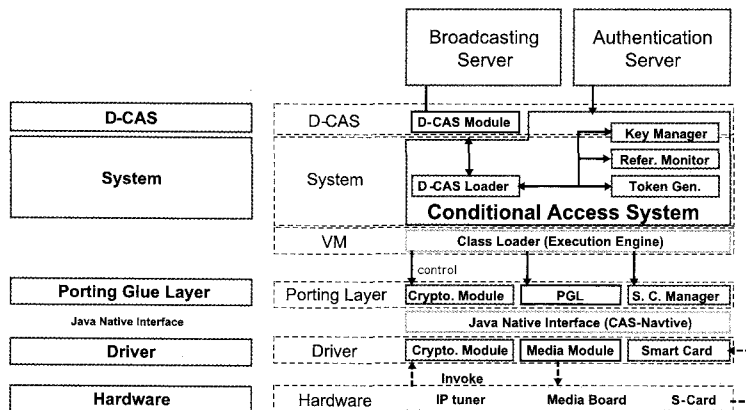 Broadcasting
Server
Authentication
Server
D-CAS
D-CAS
D-CAS Module
Key Manager
System
System
Refer. Monitor
D-CAS Loader
Token Gen.
Conditional Access System
VM
Class Loader (Execution Engine)
control
Porting Glue Layer
Porting Layer
Crypto. Module
PGL
S. C. Manager
Java Native Interface
Java Native Interface (CAS-Navtive)
Driver
Driver
Crypto. Module
Media Module
Smart Card
Invoke
Hardware
Hardware
IP tuner
Media Board
S-Card